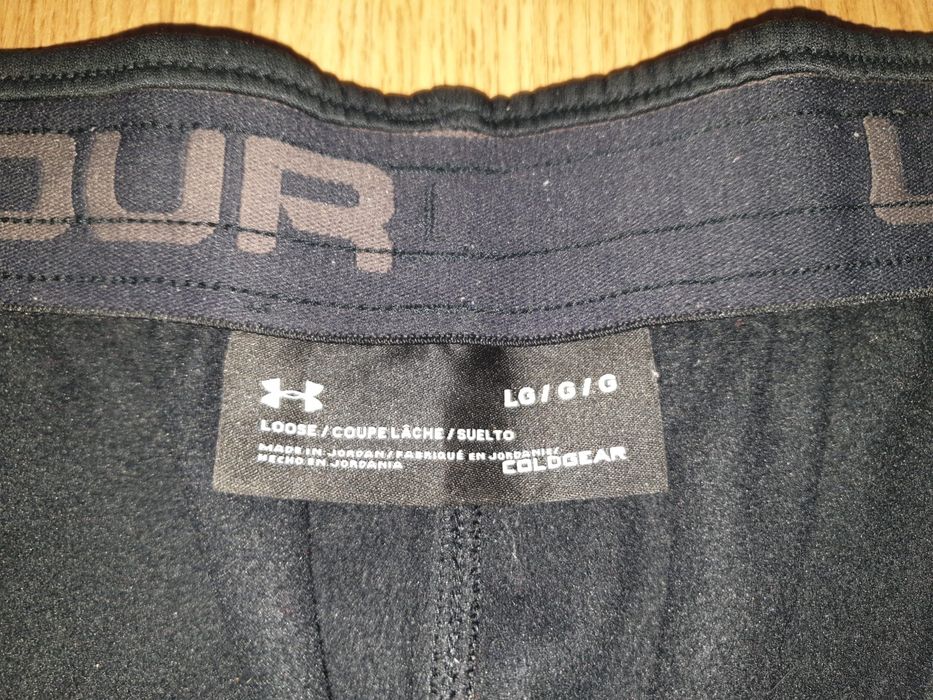 OUR U
LG/G/G
LOOSE/COUPE LÂCHE/SUELTO
MADE IN JORDAN/FABRIQUÉ EN JORDANIE/
HECHO EN JORDANIA
COLDGEAR